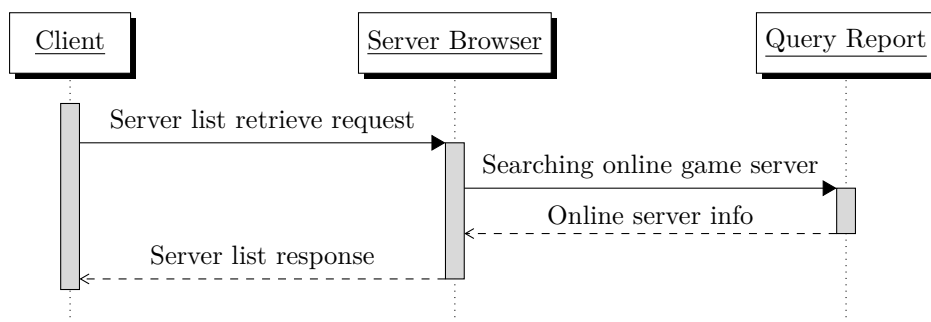 Client
Server Browser
Query Report
Server list retrieve request
Searching online game server
Online server info
Server list response